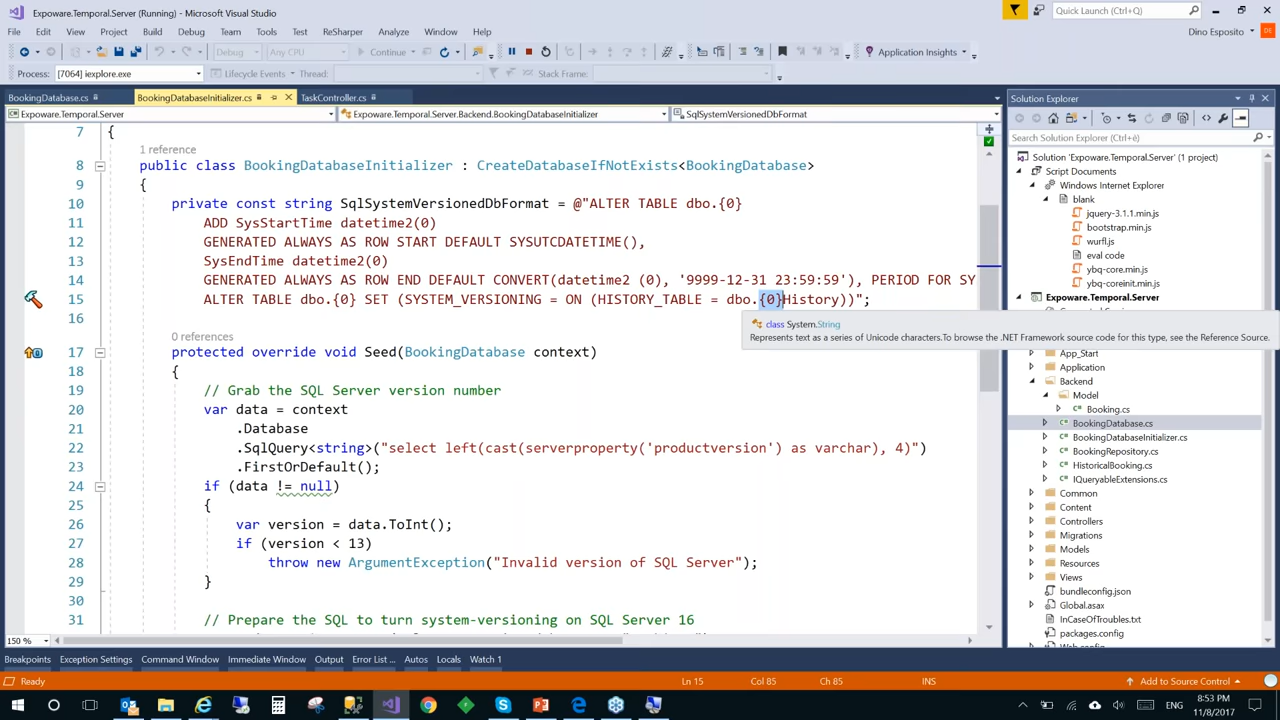 Expoware.Temporal.Server (Running) - Microsoft Visual Studio
Quick Launch (Ctrl+Q)
File Edit View Project Build Debug Team Tools Test ReSharper Analyze Window Help
Dino Esposito
DE
Debug Any CPU Continue Application Insights
Process: [7064] iexplore.exe Lifecycle Events Thread: Stack Frame:
BookingDatabase.cs BookingDatabaseInitializer.cs TaskController.cs
Expoware.Temporal.Server Expoware.Temporal.Server.Backend.BookingDatabaseInitializer SqlSystemVersionedDbFormat
7 {
1 reference
8 public class BookingDatabaseInitializer : CreateDatabaseIfNotExists<BookingDatabase>
9 {
10 private const string SqlSystemVersionedDbFormat = @"ALTER TABLE dbo.{0}
11 ADD SysStartTime datetime2(0)
12 GENERATED ALWAYS AS ROW START DEFAULT SYSUTCDATETIME(),
13 SysEndTime datetime2(0)
14 GENERATED ALWAYS AS ROW END DEFAULT CONVERT(datetime2 (0), '9999-12-31 23:59:59'), PERIOD FOR SY
15 ALTER TABLE dbo.{0} SET (SYSTEM_VERSIONING = ON (HISTORY_TABLE = dbo.{0}History))";
16
class System.String
Represents text as a series of Unicode characters.To browse the .NET Framework source code for this type, see the Reference Source.
0 references
17 protected override void Seed(BookingDatabase context)
18 {
19 // Grab the SQL Server version number
20 var data = context
21 .Database
22 .SqlQuery<string>("select left(cast(serverproperty('productversion') as varchar), 4)")
23 .FirstOrDefault();
24 if (data != null)
25 {
26 var version = data.ToInt();
27 if (version < 13)
28 throw new ArgumentException("Invalid version of SQL Server");
29 }
30
31 // Prepare the SQL to turn system-versioning on SQL Server 16
150 %
Solution Explorer
Search Solution Explorer (Ctrl+è)
Solution 'Expoware.Temporal.Server' (1 project)
Script Documents
Windows Internet Explorer
blank
jquery-3.1.1.min.js
bootstrap.min.js
wurfl.js
eval code
ybq-core.min.js
ybq-coreinit.min.js
Expoware.Temporal.Server
App_Start
Application
Backend
Model
Booking.cs
BookingDatabase.cs
BookingDatabaseInitializer.cs
BookingRepository.cs
HistoricalBooking.cs
IQueryableExtensions.cs
Common
Content
Controllers
Migrations
Models
Resources
Views
bundleconfig.json
Global.asax
InCaseOfTroubles.txt
packages.config
Breakpoints Exception Settings Command Window Immediate Window Output Error List ... Autos Locals Watch 1
Ready Ln 15 Col 85 Ch 85 INS Add to Source Control
8:53 PM
11/8/2017